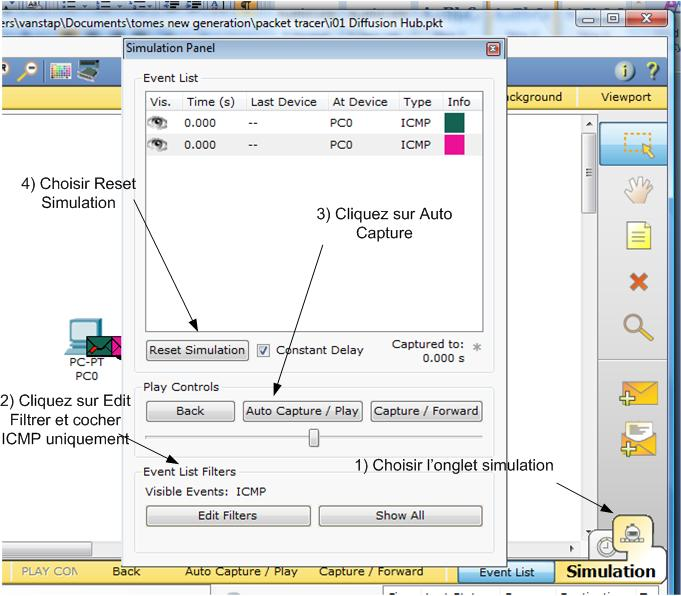 ers\vanstap\Documents\tomes new generation\packet tracer\i01 Diffusion Hub.pkt
Simulation Panel
Event List
Vis. Time (s) Last Device At Device Type Info
0.000 -- PC0 ICMP
0.000 -- PC0 ICMP
ckground
Viewport
4) Choisir Reset
Simulation
3) Cliquez sur Auto
Capture
Reset Simulation
Constant Delay
Captured to:
0.000 s
*
PC-PT
PC0
Play Controls
Back
Auto Capture / Play
Capture / Forward
2) Cliquez sur Edit
Filtrer et cocher
ICMP uniquement
Event List Filters
Visible Events: ICMP
Edit Filters
Show All
1) Choisir l'onglet simulation
PLAY CON
Back
Auto Capture / Play
Capture / Forward
Event List
Simulation